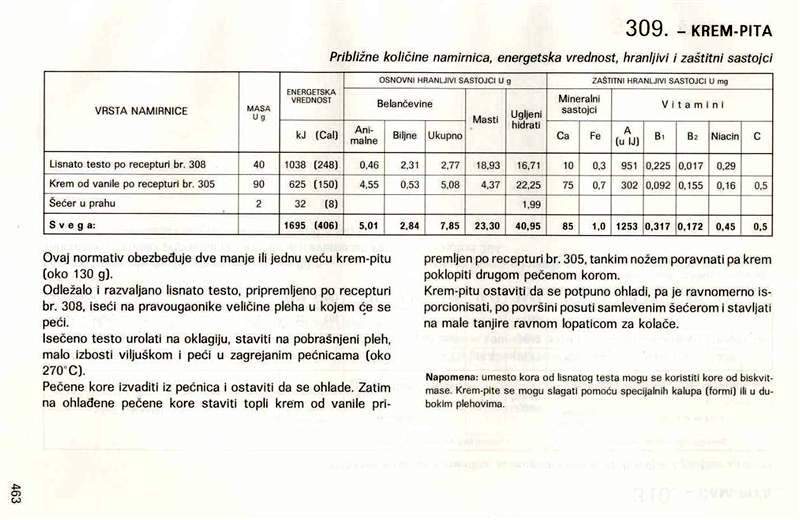 309. – KREM-PITA
Približne količine namirnica, energetska vrednost, hranljivi i zaštitni sastojci
VRSTA NAMIRNICE
MASA
U g
ENERGETSKA
VREDNOST
kJ (Cal)
OSNOVNI HRANLJIVI SASTOJCI U g
Belančevine
Ani-
malne
Biljne
Ukupno
Masti
Ugljeni
hidrati
ZAŠTITNI HRANLJIVI SASTOJCI U mg
Mineralni
sastojci
Ca
Fe
Vitamini
A
(u IJ)
B1
B2
Niacin
C
Lisnato testo po recepturi br. 308 40 1038 (248) 0,46 2,31 2,77 18,93 16,71 10 0,3 951 0,225 0,017 0,29
Krem od vanile po recepturi br. 305 90 625 (150) 4,55 0,53 5,08 4,37 22,25 75 0,7 302 0,092 0,155 0,16 0,5
Šećer u prahu 2 32 (8) 1,99
Svega: 1695 (406) 5,01 2,84 7,85 23,30 40,95 85 1,0 1253 0,317 0,172 0,45 0,5
Ovaj normativ obezbeđuje dve manje ili jednu veću krem-pitu
(oko 130 g).
Odležalo i razvaljano lisnato testo, pripremljeno po recepturi
br. 308, iseći na pravougaonike veličine pleha u kojem će se
peći.
Isečeno testo urolati na oklagiju, staviti na pobrašnjeni pleh,
malo izbosti viljuškom i peći u zagrejanim pećnicama (oko
270°C).
Pečene kore izvaditi iz pećnica i ostaviti da se ohlade. Zatim
na ohlađene pečene kore staviti topli krem od vanile pri-
premljen po recepturi br. 305, tankim nožem poravnati pa krem
poklopiti drugom pečenom korom.
Krem-pitu ostaviti da se potpuno ohladi, pa je ravnomerno is-
porcionisati, po površini posuti samlevenim šećerom i stavljati
na male tanjire ravnom lopaticom za kolače.
Napomena: umesto kora od lisnatog testa mogu se koristiti kore od biskvit-
mase. Krem-pite se mogu slagati pomoću specijalnih kalupa (formi) ili u du-
bokim plehovima.
463